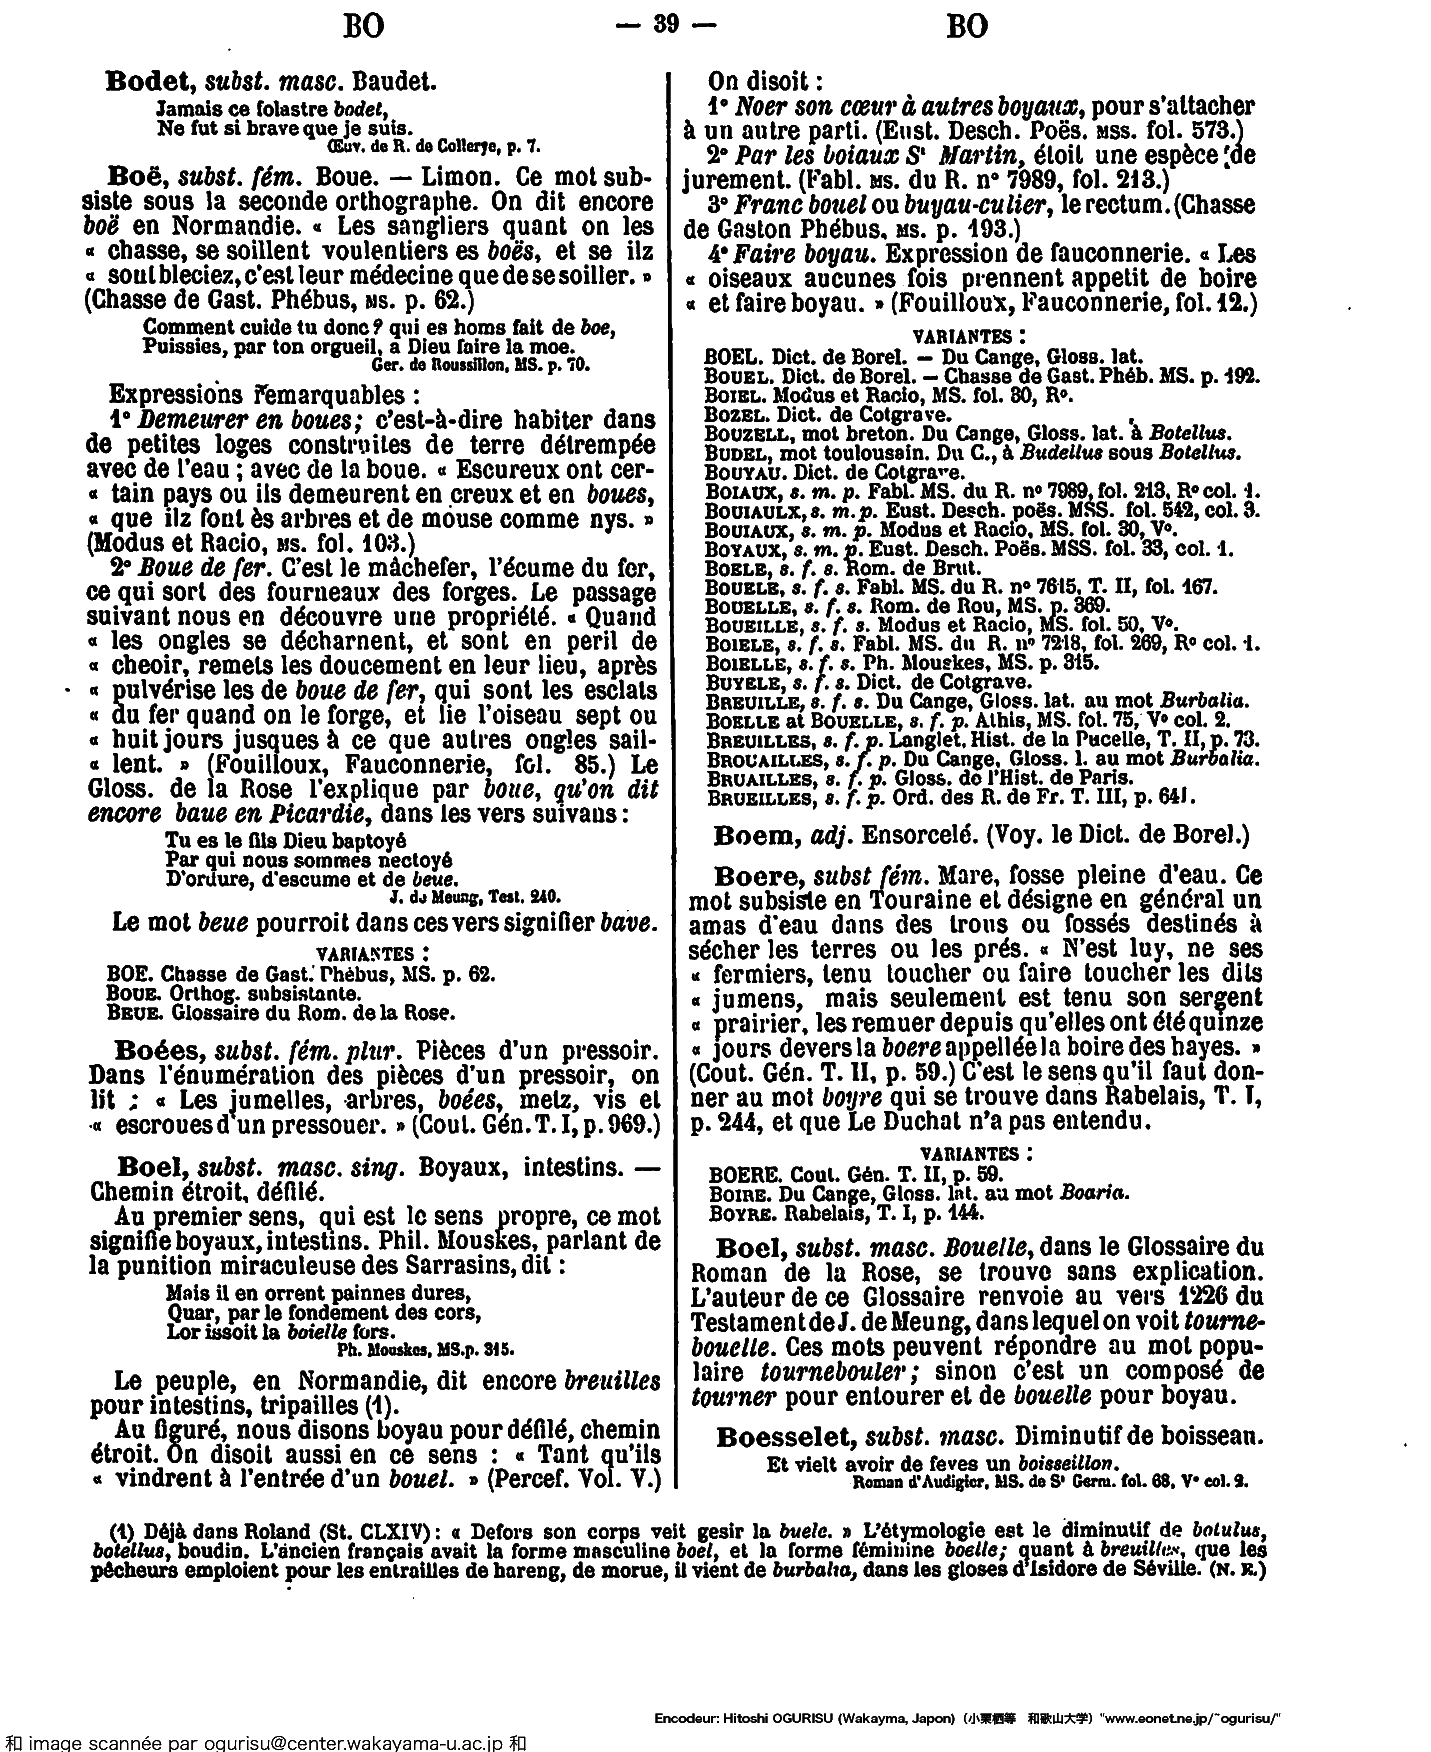 BO — 39 — BO
Bodet, subst. masc. Baudet.
Jamais ce folastre bodet,
Ne fut si brave que je suis.
Œuv. de R. de Collerye, p. 7.
Boë, subst. fém. Boue. — Limon. Ce mot sub-
siste sous la seconde orthographe. On dit encore
boë en Normandie. « Les sangliers quant on les
« chasse, se soillent voulentiers es boës, et se ilz
« sont bleciez, c'est leur médecine que de se soiller. »
(Chasse de Gast. Phébus, MS. p. 62.)
Comment cuide tu donc ? qui es homs fait de boe,
Puissies, par ton orgueil, a Dieu faire la moe.
Ger. de Roussillon, MS. p. 70.
Expressions remarquables :
1° Demeurer en boues ; c'est-à-dire habiter dans
de petites loges construites de terre détrempée
avec de l'eau ; avec de la boue. « Escureux ont cer-
« tain pays ou ils demeurent en creux et en boues,
« que ilz font ès arbres et de mouse comme nys. »
(Modus et Racio, MS. fol. 103.)
2° Boue de fer. C'est le mâchefer, l'écume du fer,
ce qui sort des fourneaux des forges. Le passage
suivant nous en découvre une propriété. « Quand
« les ongles se décharnent, et sont en peril de
« cheoir, remets les doucement en leur lieu, après
« pulvérise les de boue de fer, qui sont les esclats
« du fer quand on le forge, et lie l'oiseau sept ou
« huit jours jusques à ce que autres ongles sail-
« lent. » (Fouilloux, Fauconnerie, fol. 85.) Le
Gloss. de la Rose l'explique par boue, qu'on dit
encore baue en Picardie, dans les vers suivans :
Tu es le fils Dieu baptoyé
Par qui nous sommes nectoyé
D'ordure, d'escume et de beue.
J. de Meung, Test. 240.
Le mot beue pourroit dans ces vers signifier bave.
VARIANTES :
BOE. Chasse de Gast. Phébus, MS. p. 62.
BOUE. Orthog. subsistante.
BEUE. Glossaire du Rom. de la Rose.
Boées, subst. fém. plur. Pièces d'un pressoir.
Dans l'énumération des pièces d'un pressoir, on
lit : « Les jumelles, arbres, boées, metz, vis et
« escroues d'un pressouer. » (Cout. Gén. T. I, p. 969.)
Boel, subst. masc. sing. Boyaux, intestins. —
Chemin étroit, défilé.
Au premier sens, qui est le sens propre, ce mot
signifie boyaux, intestins. Phil. Mouskes, parlant de
la punition miraculeuse des Sarrasins, dit :
Mais il en orrent painnes dures,
Quar, par le fondement des cors,
Lor issoit la boielle fors.
Ph. Mouskes, MS. p. 315.
Le peuple, en Normandie, dit encore breuilles
pour intestins, tripailles (1).
Au figuré, nous disons boyau pour défilé, chemin
étroit. On disoit aussi en ce sens : « Tant qu'ils
« vindrent à l'entrée d'un bouel. » (Percef. Vol. V.)
On disoit :
1° Noer son cœur à autres boyaux, pour s'attacher
à un autre parti. (Eust. Desch. Poës. MSS. fol. 573.)
2° Par les boiaux St Martin, étoit une espèce de
jurement. (Fabl. MS. du R. n° 7989, fol. 213.)
3° Franc bouel ou buyau-culier, le rectum. (Chasse
de Gaston Phébus, MS. p. 193.)
4° Faire boyau. Expression de fauconnerie. « Les
« oiseaux aucunes fois prennent appetit de boire
« et faire boyau. » (Fouilloux, Fauconnerie, fol. 12.)
VARIANTES :
BOEL. Dict. de Borel. — Du Cange, Gloss. lat.
BOUEL. Dict. de Borel. — Chasse de Gast. Phéb. MS. p. 192.
BOIEL. Modus et Racio, MS. fol. 80, R°.
BOZEL. Dict. de Cotgrave.
BOUZELL, mot breton. Du Cange, Gloss. lat. à Botellus.
BUDEL, mot toulousain. Du C., à Budellus sous Botellus.
BOUYAU. Dict. de Cotgrave.
BOIAUX, s. m. p. Fabl. MS. du R. n° 7989, fol. 213, R° col. 1.
BOUIAULX, s. m. p. Eust. Desch. poës. MSS. fol. 542, col. 3.
BOUIAUX, s. m. p. Modus et Racio, MS. fol. 30, V°.
BOYAUX, s. m. p. Eust. Desch. Poës. MSS. fol. 33, col. 1.
BOELE, s. f. s. Rom. de Brut.
BOUELE, s. f. s. Fabl. MS. du R. n° 7615, T. II, fol. 167.
BOUELLE, s. f. s. Rom. de Rou, MS. p. 369.
BOUEILLE, s. f. s. Modus et Racio, MS. fol. 50, V°.
BOIELE, s. f. s. Fabl. MS. du R. n° 7218, fol. 269, R° col. 1.
BOIELLE, s. f. s. Ph. Mouskes, MS. p. 315.
BUYELE, s. f. s. Dict. de Cotgrave.
BREUILLE, s. f. s. Du Cange, Gloss. lat. au mot Burbalia.
BOELLE at BOUELLE, s. f. p. Athis, MS. fol. 75, V° col. 2.
BREUILLES, s. f. p. Langlet, Hist. de la Pucelle, T. II, p. 73.
BROUAILLES, s. f. p. Du Cange, Gloss. l. au mot Burbalia.
BRUAILLES, s. f. p. Gloss. de l'Hist. de Paris.
BRUEILLES, s. f. p. Ord. des R. de Fr. T. III, p. 641.
Boem, adj. Ensorcelé. (Voy. le Dict. de Borel.)
Boere, subst fém. Mare, fosse pleine d'eau. Ce
mot subsiste en Touraine et désigne en général un
amas d'eau dans des trous ou fossés destinés à
sécher les terres ou les prés. « N'est luy, ne ses
« fermiers, tenu toucher ou faire toucher les dits
« jumens, mais seulement est tenu son sergent
« prairier, les remuer depuis qu'elles ont été quinze
« jours devers la boere appellée la boire des hayes. »
(Cout. Gén. T. II, p. 59.) C'est le sens qu'il faut don-
ner au mot boyre qui se trouve dans Rabelais, T. I,
p. 244, et que Le Duchat n'a pas entendu.
VARIANTES :
BOERE. Cout. Gén. T. II, p. 59.
BOIRE. Du Cange, Gloss. lat. au mot Boaria.
BOYRE. Rabelais, T. I, p. 144.
Boel, subst. masc. Bouelle, dans le Glossaire du
Roman de la Rose, se trouve sans explication.
L'auteur de ce Glossaire renvoie au vers 1226 du
Testament de J. de Meung, dans lequel on voit tourne-
bouelle. Ces mots peuvent répondre au mot popu-
laire tournebouler ; sinon c'est un composé de
tourner pour entourer et de bouelle pour boyau.
Boesselet, subst. masc. Diminutif de boisseau.
Et vielt avoir de feves un boisseillon.
Roman d'Audigier, MS. de St Germ. fol. 68, V° col. 2.
(1) Déjà dans Roland (St. CLXIV) : « Defors son corps veit gesir la buele. » L'étymologie est le diminutif de botulus,
botellus, boudin. L'ancien français avait la forme masculine boel, et la forme féminine boelle ; quant à breuilles, que les
pêcheurs emploient pour les entrailles de hareng, de morue, il vient de burbalia, dans les gloses d'Isidore de Séville. (N. E.)
Encodeur: Hitoshi OGURISU (Wakayma, Japon) (小栗栖等 和歌山大学) "www.eonet.ne.jp/~ogurisu/"
和 image scannée par ogurisu@center.wakayama-u.ac.jp 和